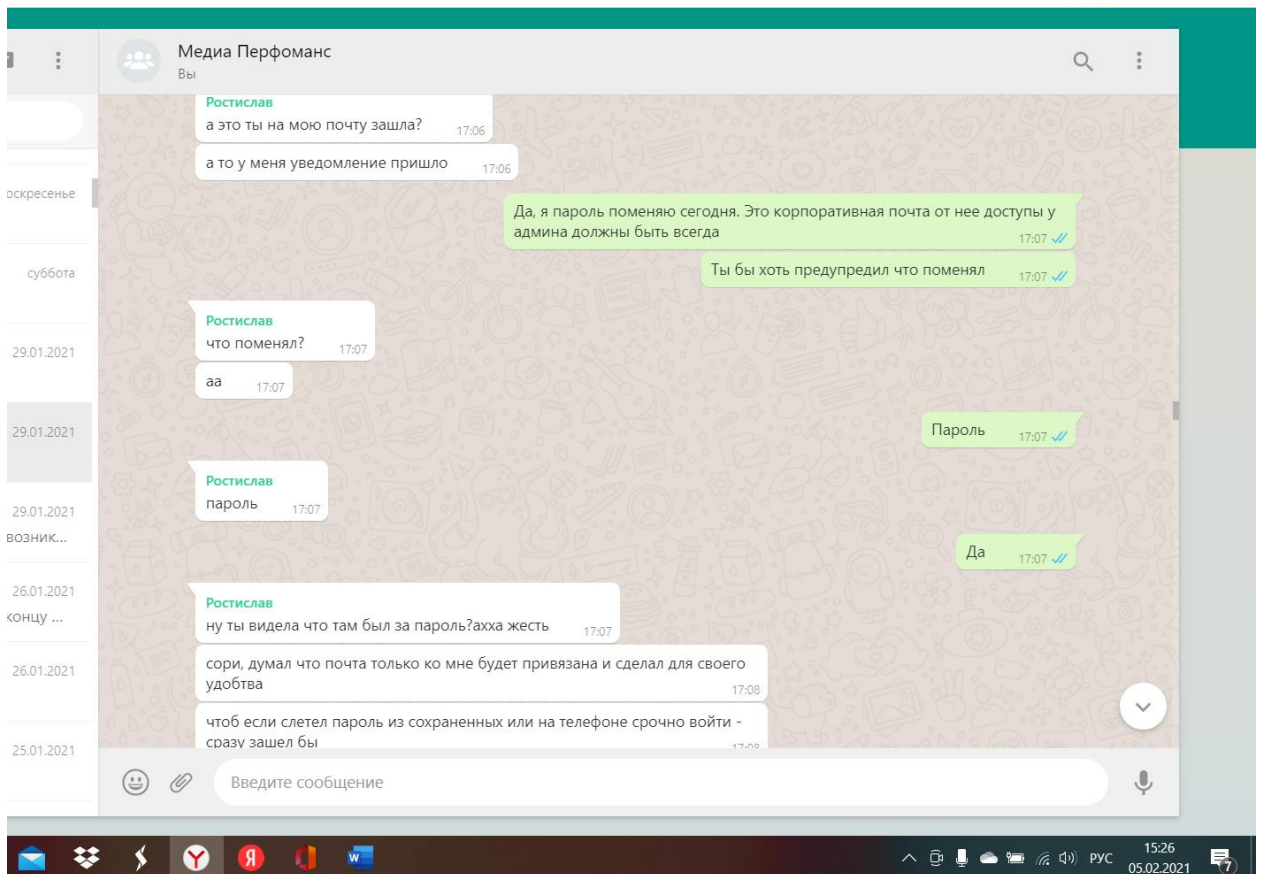 Медиа Перфоманс
Вы
Ростислав
а это ты на мою почту зашла? 17:06
а то у меня уведомление пришло 17:06
оскресенье
Да, я пароль поменяю сегодня. Это корпоративная почта от нее доступы у
админа должны быть всегда 17:07
суббота
Ты бы хоть предупредил что поменял 17:07
Ростислав
что поменял? 17:07
29.01.2021
аа 17:07
29.01.2021
Пароль 17:07
Ростислав
пароль 17:07
29.01.2021
возник...
Да 17:07
26.01.2021
концу ...
Ростислав
ну ты видела что там был за пароль?ахха жесть 17:07
26.01.2021
сори, думал что почта только ко мне будет привязана и сделал для своего
удобтва 17:08
25.01.2021
чтоб если слетел пароль из сохраненных или на телефоне срочно войти -
сразу зашел бы 17:08
Введите сообщение
РУС
15:26
05.02.2021
7